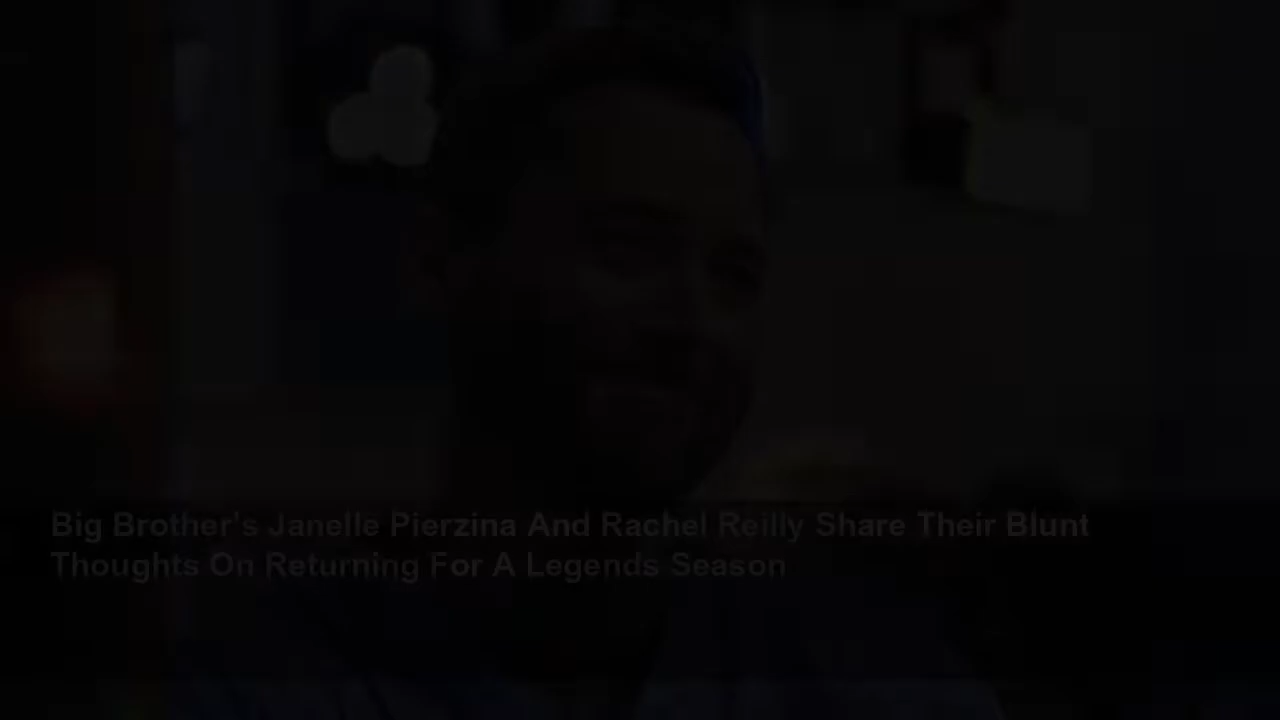 Big Brother's Janelle Pierzina And Rachel Reilly Share Their Blunt
Thoughts On Returning For A Legends Season